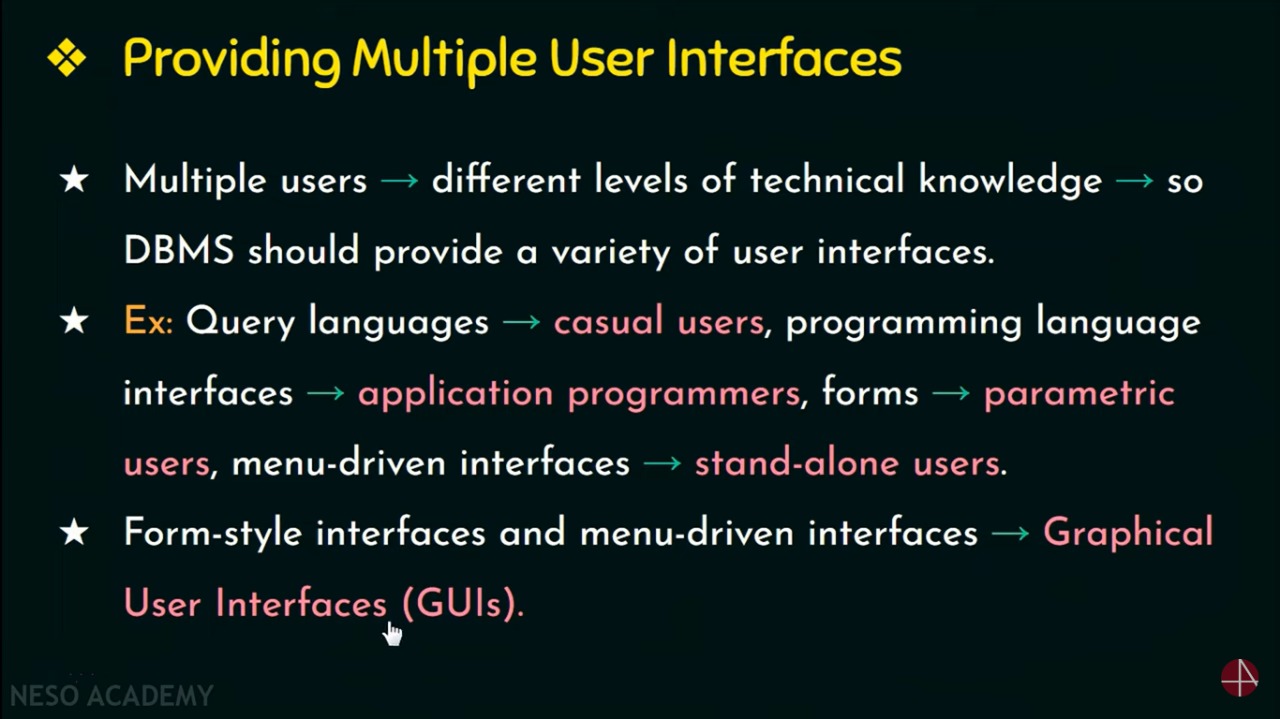 ❖ Providing Multiple User Interfaces
★ Multiple users → different levels of technical knowledge → so
DBMS should provide a variety of user interfaces.
★ Ex: Query languages → casual users, programming language
interfaces → application programmers, forms → parametric
users, menu-driven interfaces → stand-alone users.
★ Form-style interfaces and menu-driven interfaces → Graphical
User Interfaces (GUIs).
NESO ACADEMY